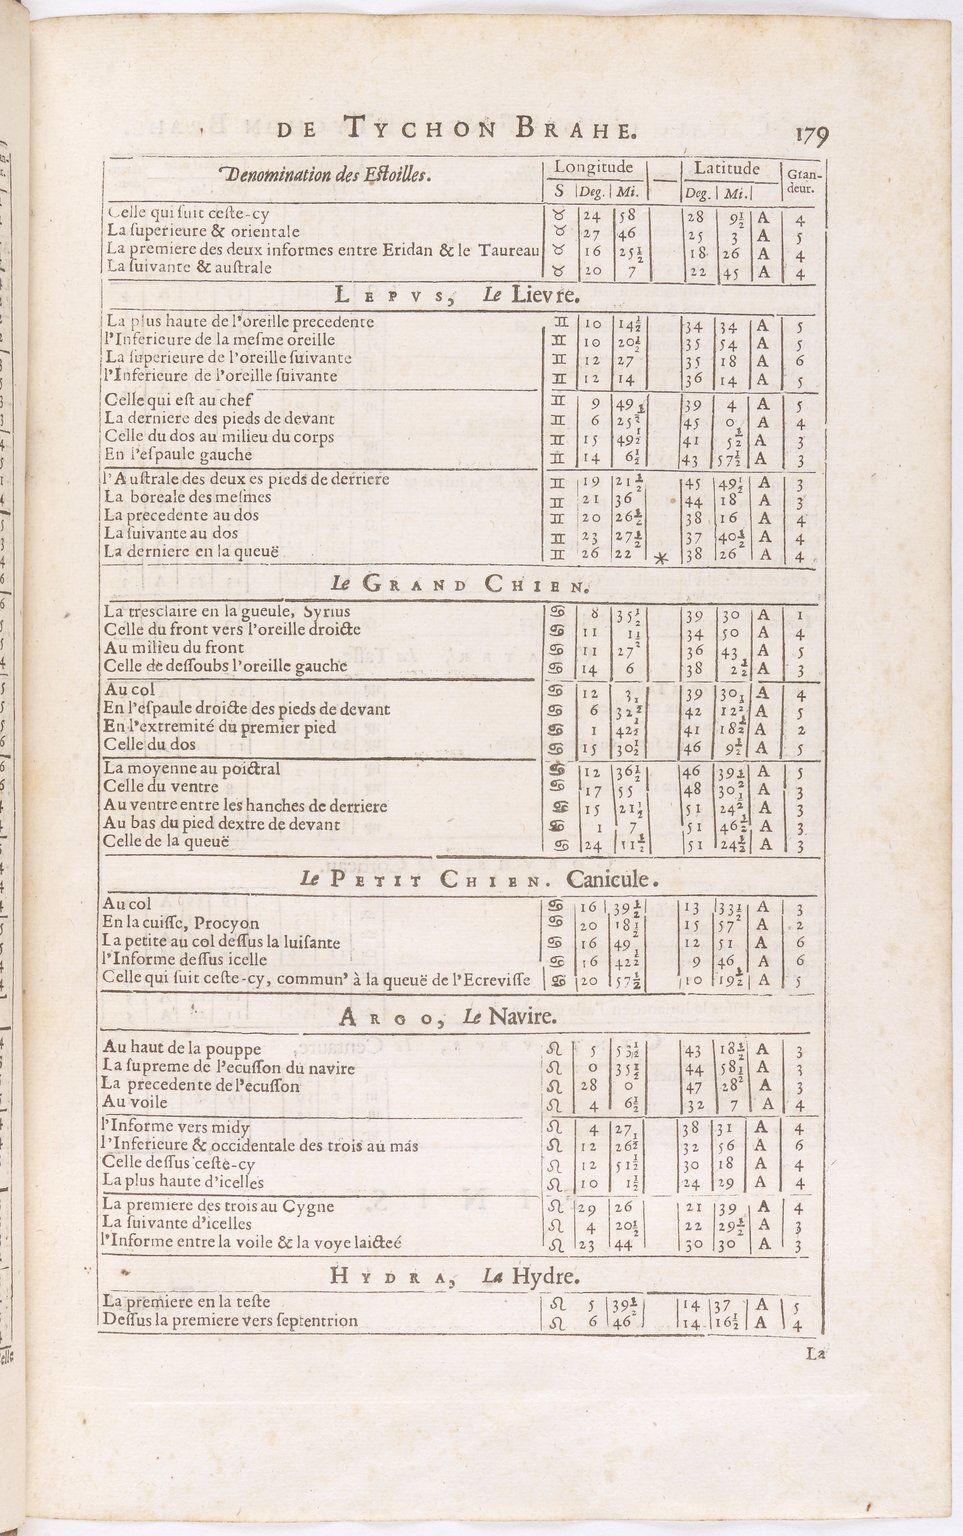 DE TYCHON BRAHE. 179
Denomination des Eſtoilles. Longitude Latitude Gran-deur.
S Deg. Mi. Deg. Mi.
Celle qui ſuit ceſte-cy ♉ 24 58 28 9½ A 4
La ſuperieure & orientale ♉ 27 46 25 3 A 5
La premiere des deux informes entre Eridan & le Taureau ♉ 16 25½ 18 26 A 4
La ſuivante & auſtrale ♉ 20 7 22 45 A 4
LEPVS, Le Lievre.
La plus haute de l'oreille precedente ♊ 10 14½ 34 34 A 5
l'Inferieure de la meſme oreille ♊ 10 20½ 35 54 A 5
La ſuperieure de l'oreille ſuivante ♊ 12 27 35 18 A 6
l'Inferieure de l'oreille ſuivante ♊ 12 14 36 14 A 5
Celle qui eſt au chef ♊ 9 49½ 39 4 A 5
La derniere des pieds de devant ♊ 6 25½ 45 0 A 4
Celle du dos au milieu du corps ♊ 15 49½ 41 5½ A 3
En l'eſpaule gauche ♊ 14 6½ 43 57½ A 3
l'Auſtrale des deux es pieds de derriere ♊ 19 21½ 45 49½ A 3
La boreale des meſmes ♊ 21 36 44 18 A 3
La precedente au dos ♊ 20 26½ 38 16 A 4
La ſuivante au dos ♊ 23 27½ 37 40½ A 4
La derniere en la queuë ♊ 26 22 * 38 26 A 4
Le GRAND CHIEN.
La treſclaire en la gueule, Syrius ♋ 8 35½ 39 30 A 1
Celle du front vers l'oreille droicte ♋ 11 1½ 34 50 A 4
Au milieu du front ♋ 11 27 36 43 A 5
Celle de deſſoubs l'oreille gauche ♋ 14 6 38 2½ A 3
Au col ♋ 12 3 39 30½ A 4
En l'eſpaule droicte des pieds de devant ♋ 6 32½ 42 12 A 5
En l'extremité du premier pied ♋ 1 42½ 41 18½ A 2
Celle du dos ♋ 15 30½ 46 9½ A 5
La moyenne au poictral ♋ 12 36½ 46 39½ A 5
Celle du ventre ♋ 17 55 48 30½ A 3
Au ventre entre les hanches de derriere ♋ 15 21½ 51 24 A 3
Au bas du pied dextre de devant ♋ 1 7 51 46½ A 3
Celle de la queuë ♋ 24 11½ 51 24½ A 3
Le PETIT CHIEN. Canicule.
Au col ♋ 16 39½ 13 33½ A 3
En la cuiſſe, Procyon ♋ 20 18½ 15 57 A 2
La petite au col deſſus la luiſante ♋ 16 49 12 51 A 6
l'Informe deſſus icelle ♋ 16 42½ 9 46 A 6
Celle qui ſuit ceſte-cy, commun' à la queuë de l'Ecreviſſe ♋ 20 57½ 10 19½ A 5
ARGO, Le Navire.
Au haut de la pouppe ♌ 5 53½ 43 18½ A 3
La ſupreme de l'ecuſſon du navire ♌ 0 35½ 44 58½ A 3
La precedente de l'ecuſſon ♌ 28 0 47 28 A 3
Au voile ♌ 4 6½ 32 7 A 4
l'Informe vers midy ♌ 4 27 38 31 A 4
l'Inferieure & occidentale des trois au más ♌ 12 26½ 32 56 A 6
Celle deſſus ceſte-cy ♌ 12 51½ 30 18 A 4
La plus haute d'icelles ♌ 10 1½ 24 29 A 4
La premiere des trois au Cygne ♌ 29 26 21 39 A 4
La ſuivante d'icelles ♌ 4 20½ 22 29½ A 3
l'Informe entre la voile & la voye laicteé ♌ 23 44 30 30 A 3
HYDRA, La Hydre.
La premiere en la teſte ♌ 5 39½ 14 37 A 5
Deſſus la premiere vers ſeptentrion ♌ 6 46 14 16½ A 4
La